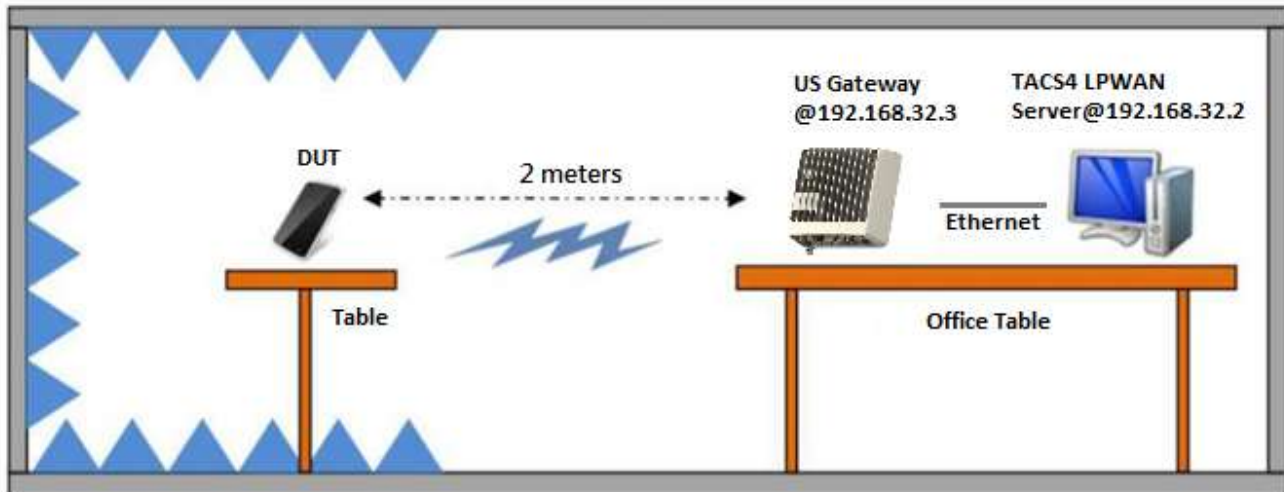 US Gateway
@192.168.32.3
TACS4 LPWAN
Server@192.168.32.2
DUT
2 meters
Ethernet
Table
Office Table